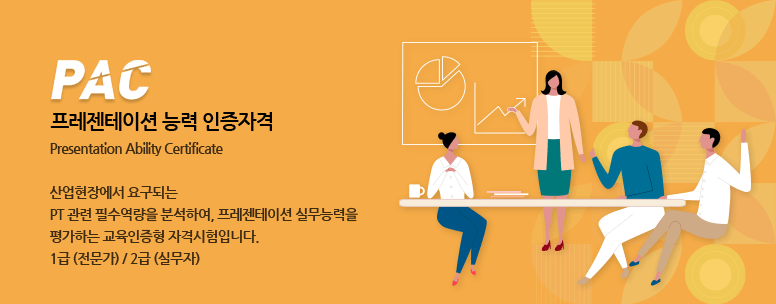 PAC
프레젠테이션 능력 인증자격
Presentation Ability Certificate
산업현장에서 요구되는
PT 관련 필수역량을 분석하여, 프레젠테이션 실무능력을
평가하는 교육인증형 자격시험입니다.
1급 (전문가) / 2급 (실무자)